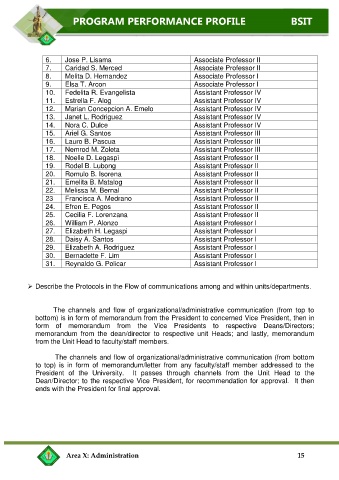 PROGRAM PERFORMANCE PROFILE BSIT
6. Jose P. Lisama Associate Professor II
7. Caridad S. Merced Associate Professor II
8. Melita D. Hernandez Associate Professor I
9. Elsa T. Arcon Associate Professor I
10. Fedelita R. Evangelista Assistant Professor IV
11. Estrella F. Alog Assistant Professor IV
12. Marian Concepcion A. Emelo Assistant Professor IV
13. Janet L. Rodriguez Assistant Professor IV
14. Nora C. Dulce Assistant Professor IV
15. Ariel G. Santos Assistant Professor III
16. Lauro B. Pascua Assistant Professor III
17. Nemrod M. Zoleta Assistant Professor III
18. Noelle D. Legaspi Assistant Professor II
19. Rodel B. Lubong Assistant Professor II
20. Romulo B. Isorena Assistant Professor II
21. Emelita B. Matalog Assistant Professor II
22. Melissa M. Bernal Assistant Professor II
23 Francisca A. Medrano Assistant Professor II
24. Efren E. Pegos Assistant Professor II
25. Cecilia F. Lorenzana Assistant Professor II
26. William P. Alonzo Assistant Professor I
27. Elizabeth H. Legaspi Assistant Professor I
28. Daisy A. Santos Assistant Professor I
29. Elizabeth A. Rodriguez Assistant Professor I
30. Bernadette F. Lim Assistant Professor I
31. Reynaldo G. Policar Assistant Professor I
➢ Describe the Protocols in the Flow of communications among and within units/departments.
The channels and flow of organizational/administrative communication (from top to
bottom) is in form of memorandum from the President to concerned Vice President, then in
form of memorandum from the Vice Presidents to respective Deans/Directors;
memorandum from the dean/director to respective unit Heads; and lastly, memorandum
from the Unit Head to faculty/staff members.
The channels and flow of organizational/administrative communication (from bottom
to top) is in form of memorandum/letter from any faculty/staff member addressed to the
President of the University. It passes through channels from the Unit Head to the
Dean/Director; to the respective Vice President, for recommendation for approval. It then
ends with the President for final approval.
Area X: Administration 15